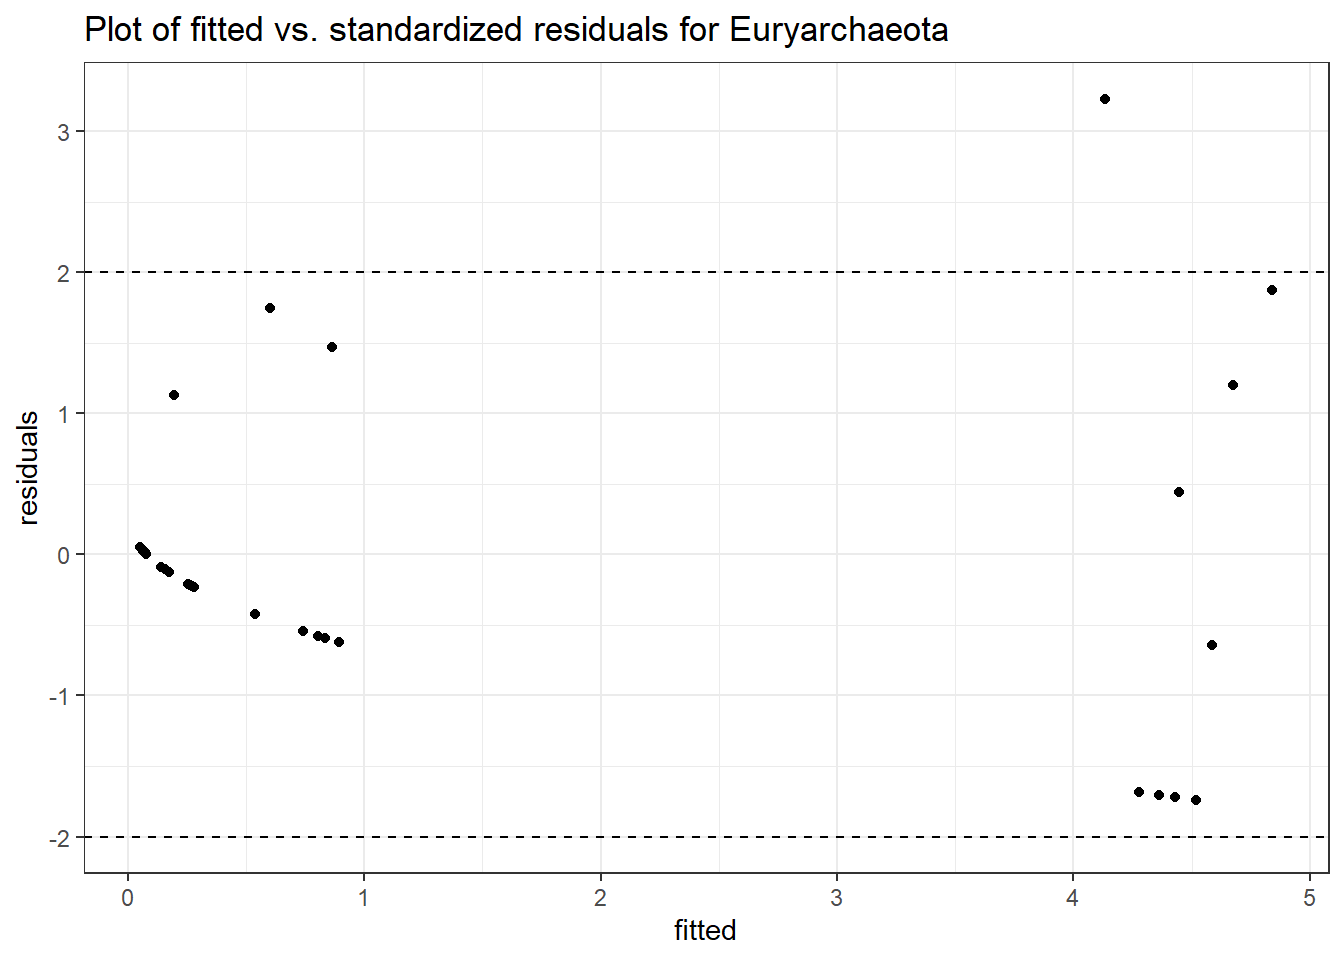 Plot of fitted vs. standardized residuals for Euryarchaeota
3
2
1
0
-1
-2
residuals
0 1 2 3 4 5
fitted